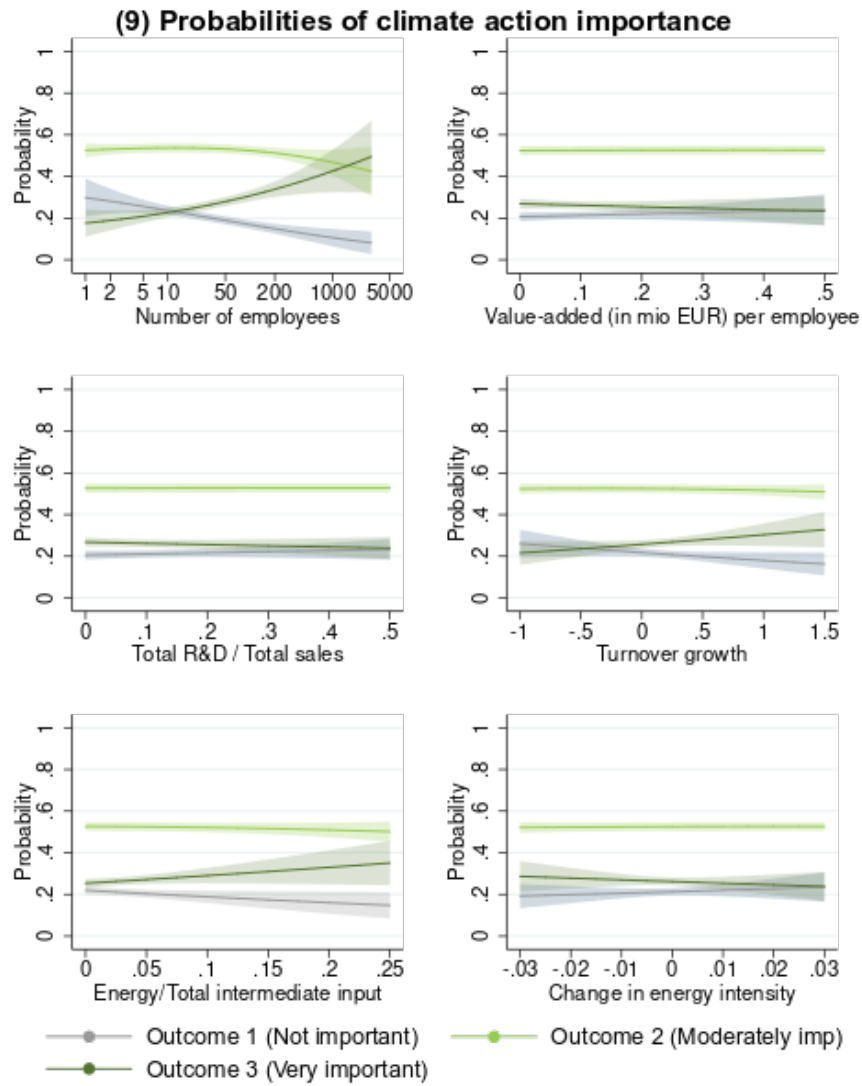 (9) Probabilities of climate action importance
Probability
0 .2 .4 .6 .8 1
1 2 5 10 50 200 1000 5000
Number of employees
Probability
0 .2 .4 .6 .8 1
0 .1 .2 .3 .4 .5
Value-added (in mio EUR) per employee
Probability
0 .2 .4 .6 .8 1
0 .1 .2 .3 .4 .5
Total R&D / Total sales
Probability
0 .2 .4 .6 .8 1
-1 -.5 0 .5 1 1.5
Turnover growth
Probability
0 .2 .4 .6 .8 1
0 .05 .1 .15 .2 .25
Energy/Total intermediate input
Probability
0 .2 .4 .6 .8 1
-.03 -.02 -.01 0 .01 .02 .03
Change in energy intensity
Outcome 1 (Not important)
Outcome 2 (Moderately imp)
Outcome 3 (Very important)